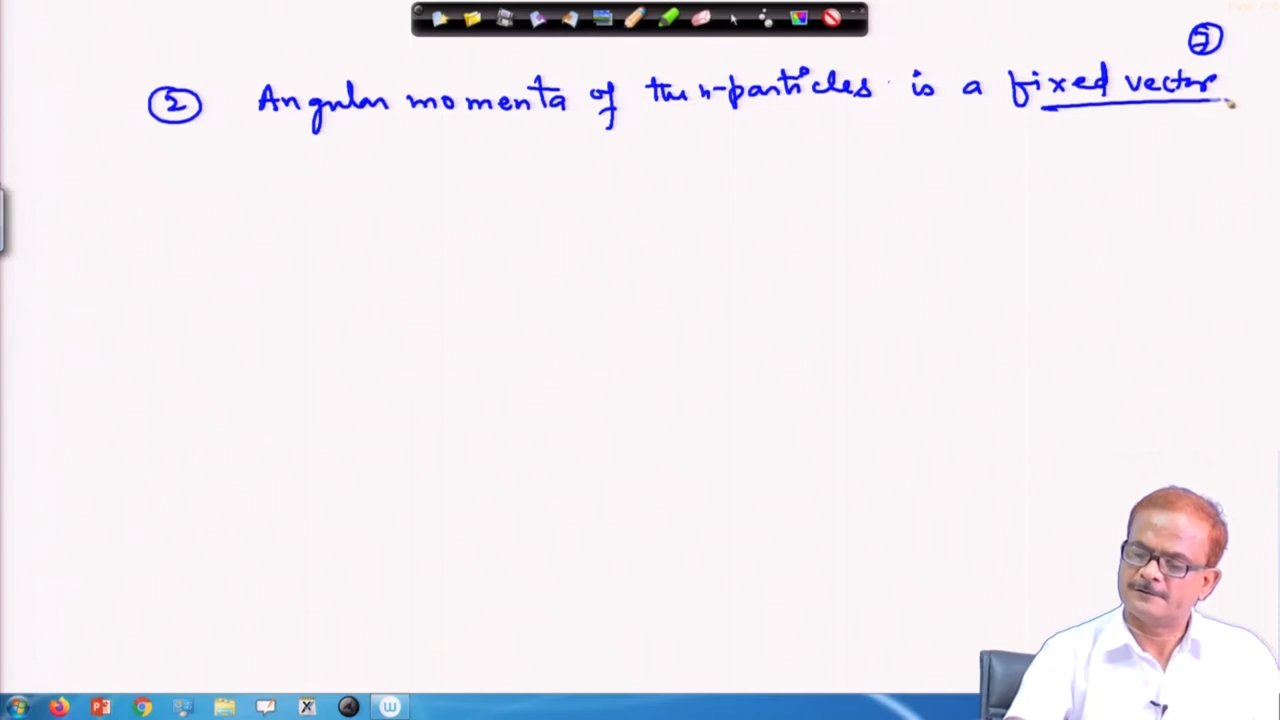 ⑤
② Angular momenta of the n-particles is a fixed vector